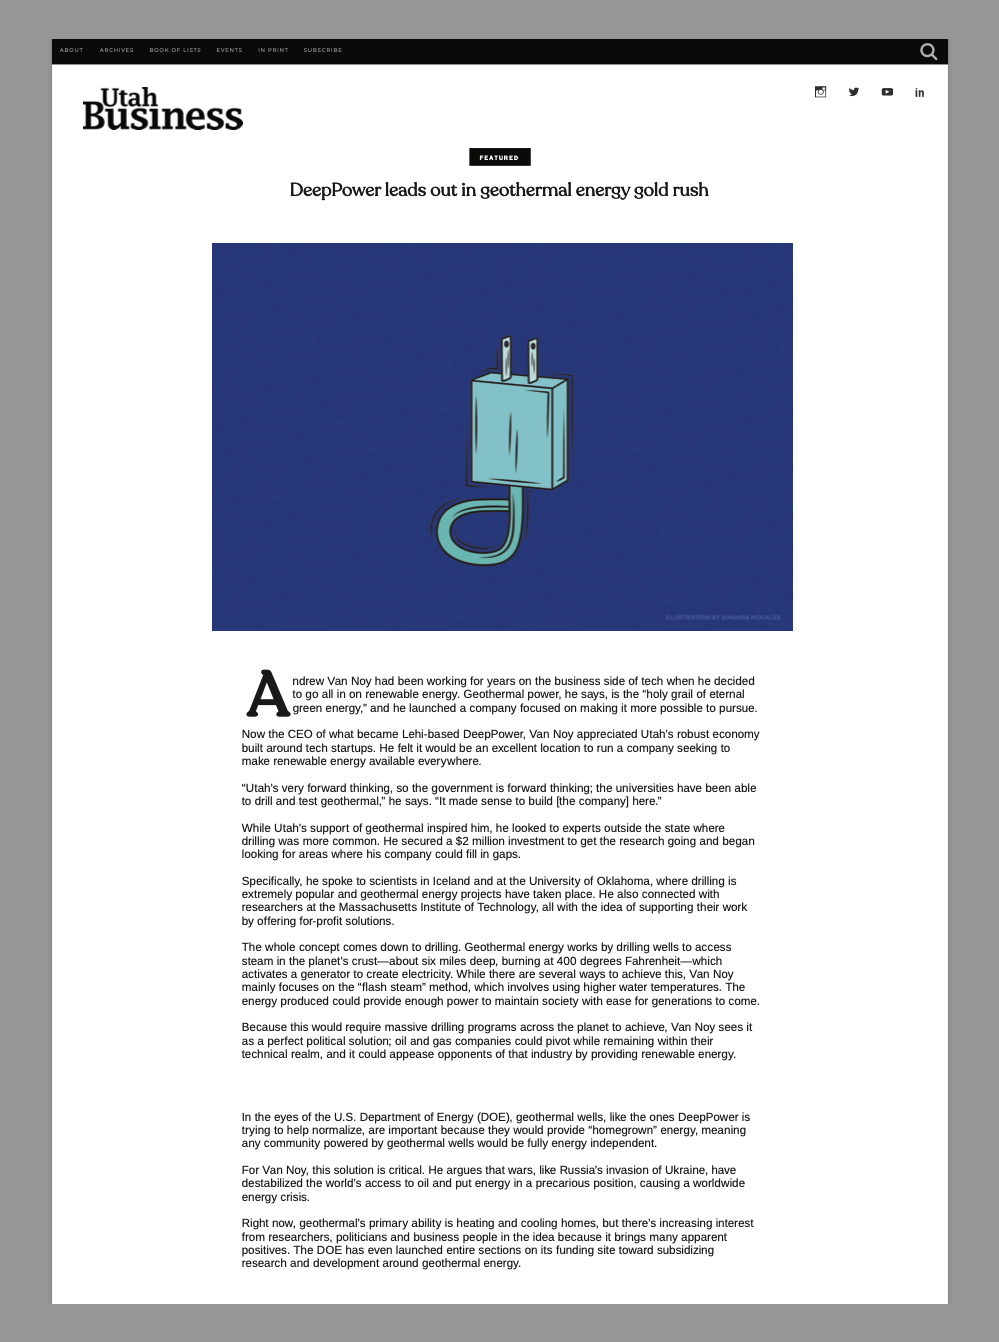 ABOUT ARCHIVES BOOK OF LISTS EVENTS IN PRINT SUBSCRIBE
Utah
Business
in
FEATURED
DeepPower leads out in geothermal energy gold rush
ILLUSTRATION BY AMANDA NOGALES
Andrew Van Noy had been working for years on the business side of tech when he decided
to go all in on renewable energy. Geothermal power, he says, is the “holy grail of eternal
green energy,” and he launched a company focused on making it more possible to pursue.
Now the CEO of what became Lehi-based DeepPower, Van Noy appreciated Utah’s robust economy
built around tech startups. He felt it would be an excellent location to run a company seeking to
make renewable energy available everywhere.
“Utah’s very forward thinking, so the government is forward thinking; the universities have been able
to drill and test geothermal,” he says. “It made sense to build [the company] here.”
While Utah’s support of geothermal inspired him, he looked to experts outside the state where
drilling was more common. He secured a $2 million investment to get the research going and began
looking for areas where his company could fill in gaps.
Specifically, he spoke to scientists in Iceland and at the University of Oklahoma, where drilling is
extremely popular and geothermal energy projects have taken place. He also connected with
researchers at the Massachusetts Institute of Technology, all with the idea of supporting their work
by offering for-profit solutions.
The whole concept comes down to drilling. Geothermal energy works by drilling wells to access
steam in the planet’s crust—about six miles deep, burning at 400 degrees Fahrenheit—which
activates a generator to create electricity. While there are several ways to achieve this, Van Noy
mainly focuses on the “flash steam” method, which involves using higher water temperatures. The
energy produced could provide enough power to maintain society with ease for generations to come.
Because this would require massive drilling programs across the planet to achieve, Van Noy sees it
as a perfect political solution; oil and gas companies could pivot while remaining within their
technical realm, and it could appease opponents of that industry by providing renewable energy.
In the eyes of the U.S. Department of Energy (DOE), geothermal wells, like the ones DeepPower is
trying to help normalize, are important because they would provide “homegrown” energy, meaning
any community powered by geothermal wells would be fully energy independent.
For Van Noy, this solution is critical. He argues that wars, like Russia’s invasion of Ukraine, have
destabilized the world’s access to oil and put energy in a precarious position, causing a worldwide
energy crisis.
Right now, geothermal’s primary ability is heating and cooling homes, but there’s increasing interest
from researchers, politicians and business people in the idea because it brings many apparent
positives. The DOE has even launched entire sections on its funding site toward subsidizing
research and development around geothermal energy.